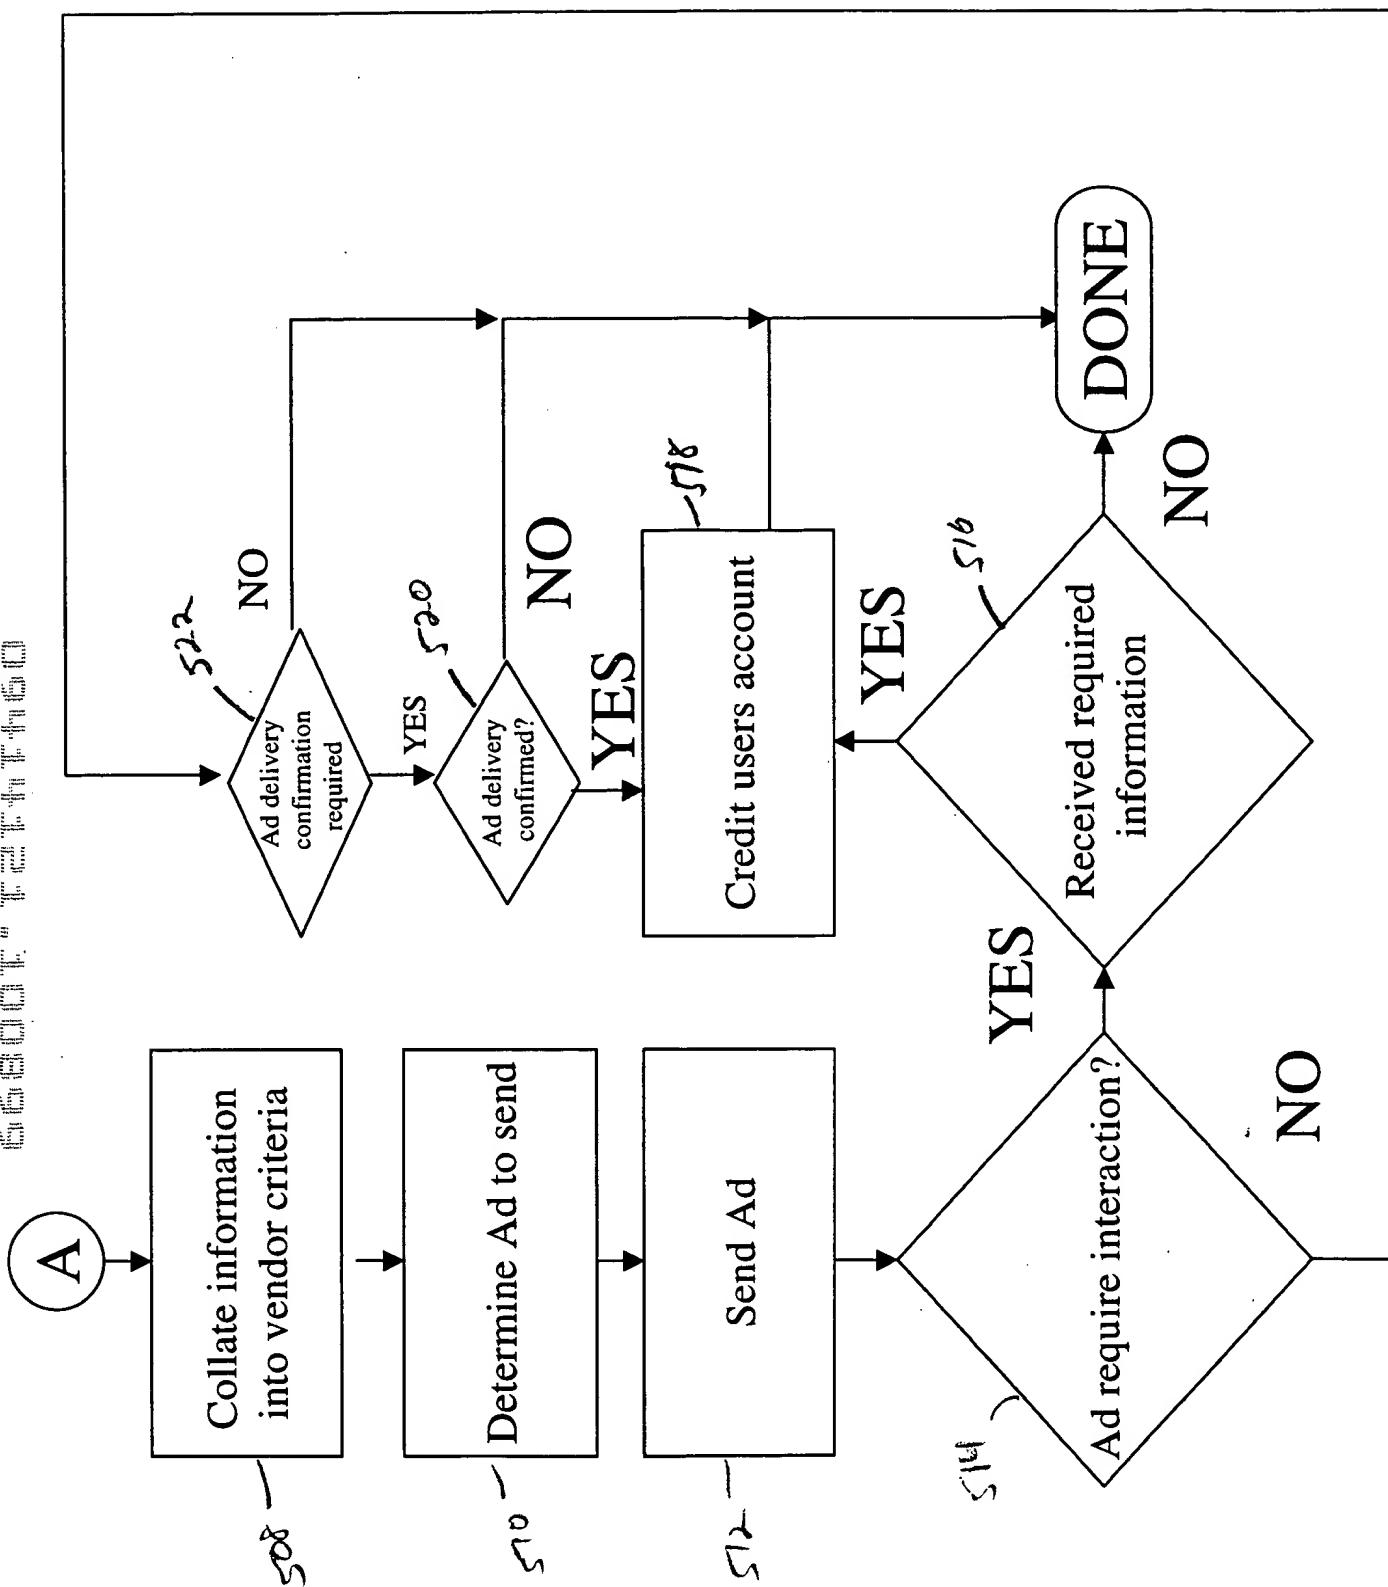 A
Collate information
into vendor criteria
508
Determine Ad to send
510
Send Ad
512
Ad require interaction?
514
YES
NO
Received required
information
516
YES
NO
Credit users account
518
Ad delivery
confirmed?
520
YES
NO
Ad delivery
confirmation
required
522
YES
NO
DONE